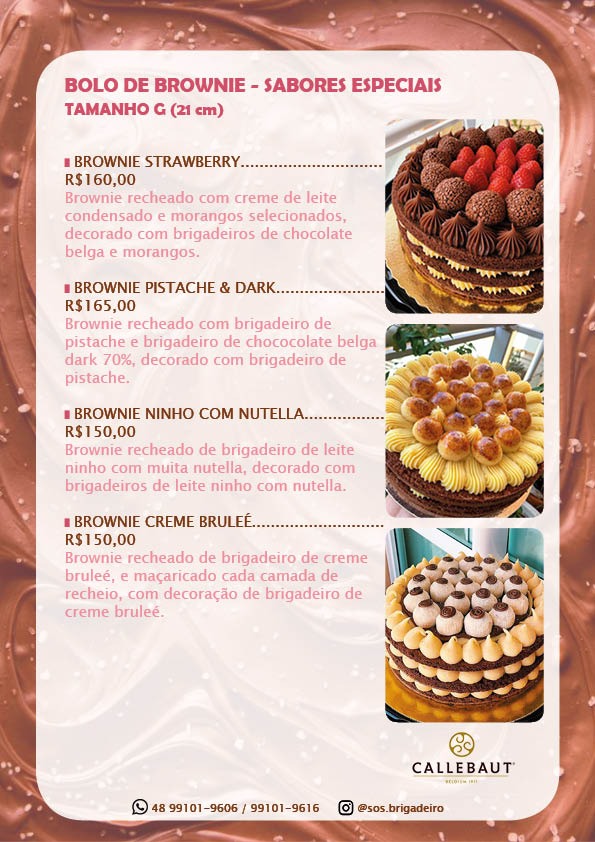 BOLO DE BROWNIE - SABORES ESPECIAIS
TAMANHO G (21 cm)
BROWNIE STRAWBERRY..............................
R$160,00
Brownie recheado com creme de leite
condensado e morangos selecionados,
decorado com brigadeiros de chocolate
belga e morangos.
BROWNIE PISTACHE & DARK.......................
R$165,00
Brownie recheado com brigadeiro de
pistache e brigadeiro de chococolate belga
dark 70%, decorado com brigadeiro de
pistache.
BROWNIE NINHO COM NUTELLA.................
R$150,00
Brownie recheado de brigadeiro de leite
ninho com muita nutella, decorado com
brigadeiros de leite ninho com nutella.
BROWNIE CREME BRULEÉ............................
R$150,00
Brownie recheado de brigadeiro de creme
bruleé, e maçaricado cada camada de
recheio, com decoração de brigadeiro de
creme bruleé.
CALLEBAUT
BELGIUM 1911
48 99101-9606 / 99101-9616 @sos.brigadeiro